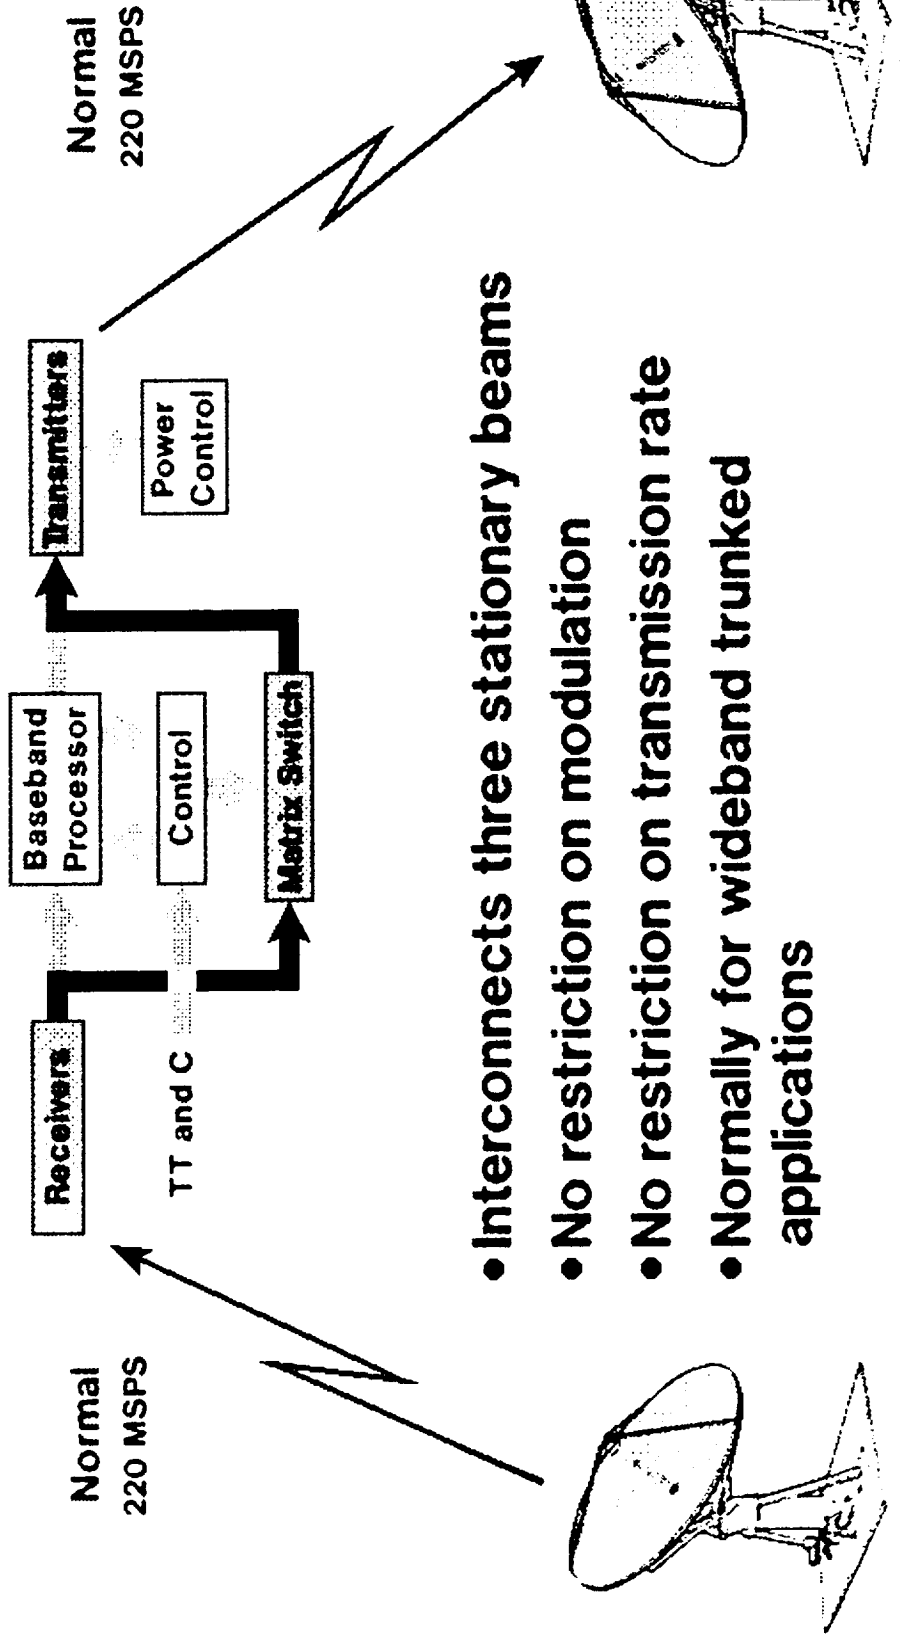 Normal
220 MSPS
Receivers
TT and C
Baseband
Processor
Control
Matrix Switch
Transmitters
Power
Control
Normal
220 MSPS
•Interconnects three stationary beams
•No restriction on modulation
•No restriction on transmission rate
•Normally for wideband trunked
applications